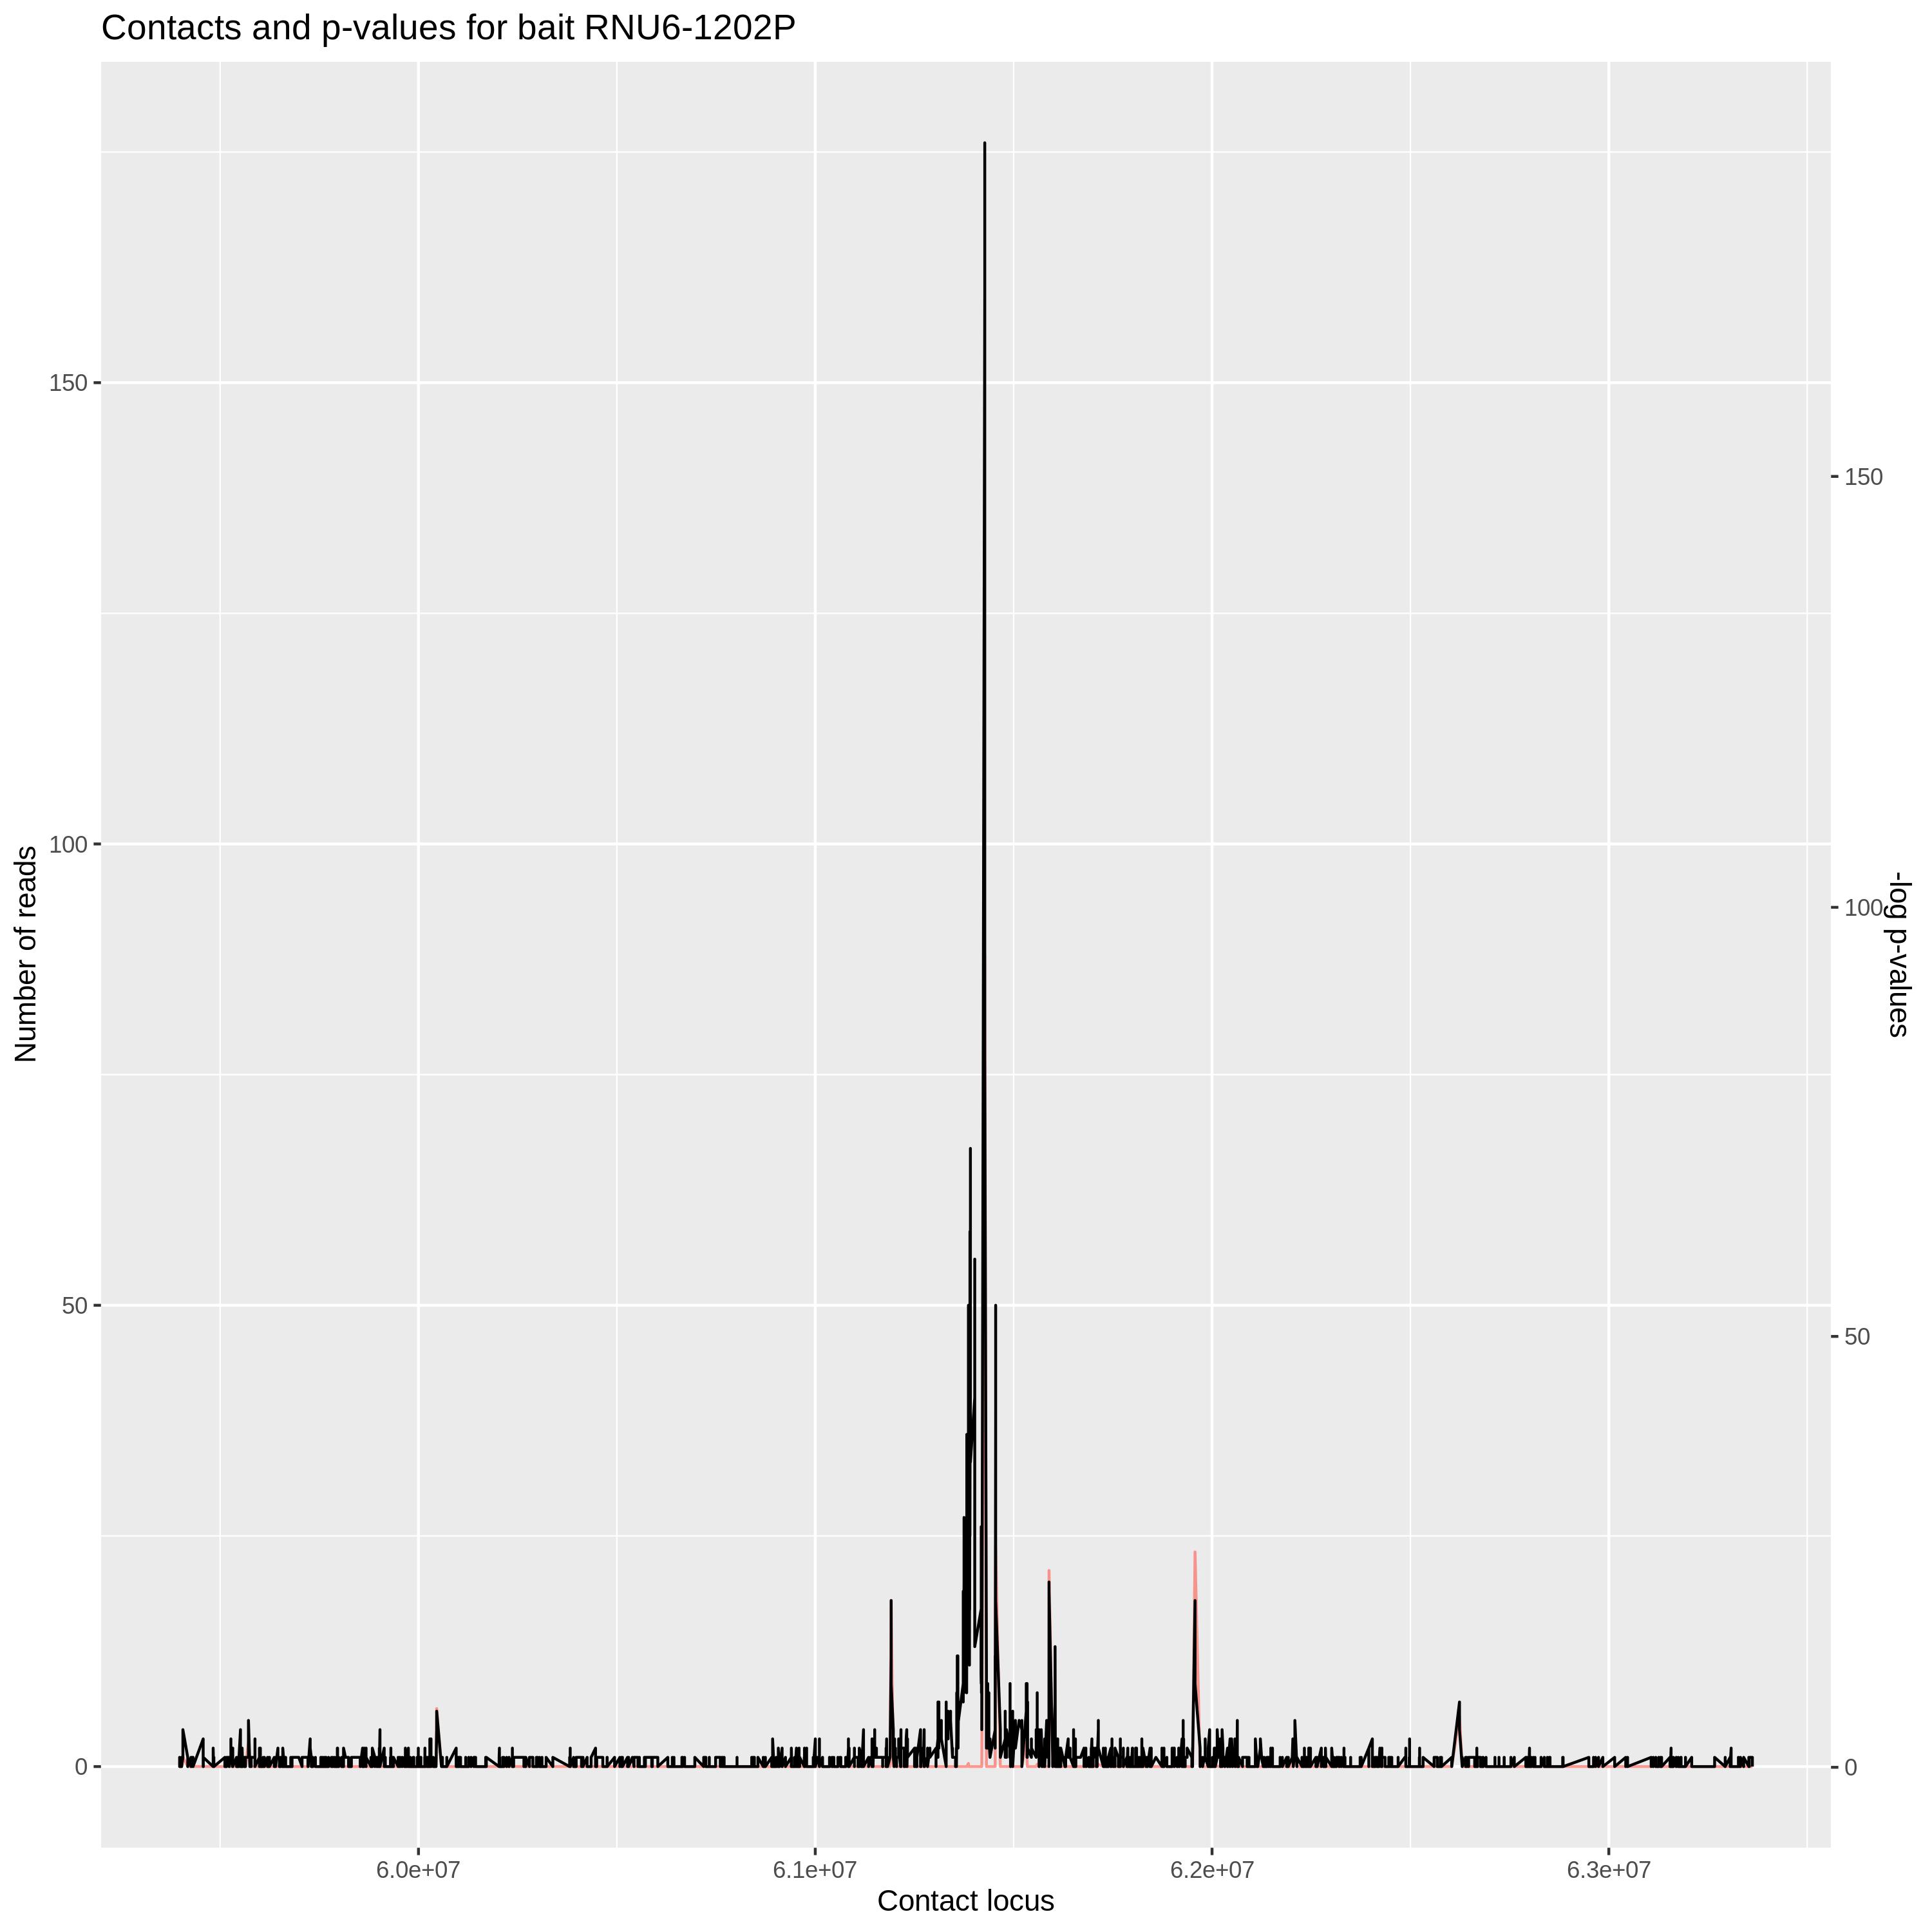 Contacts and p-values for bait RNU6-1202P
150
100
50
0
Number of reads
150
100
50
0
-log p-values
6.0e+07
6.1e+07
6.2e+07
6.3e+07
Contact locus